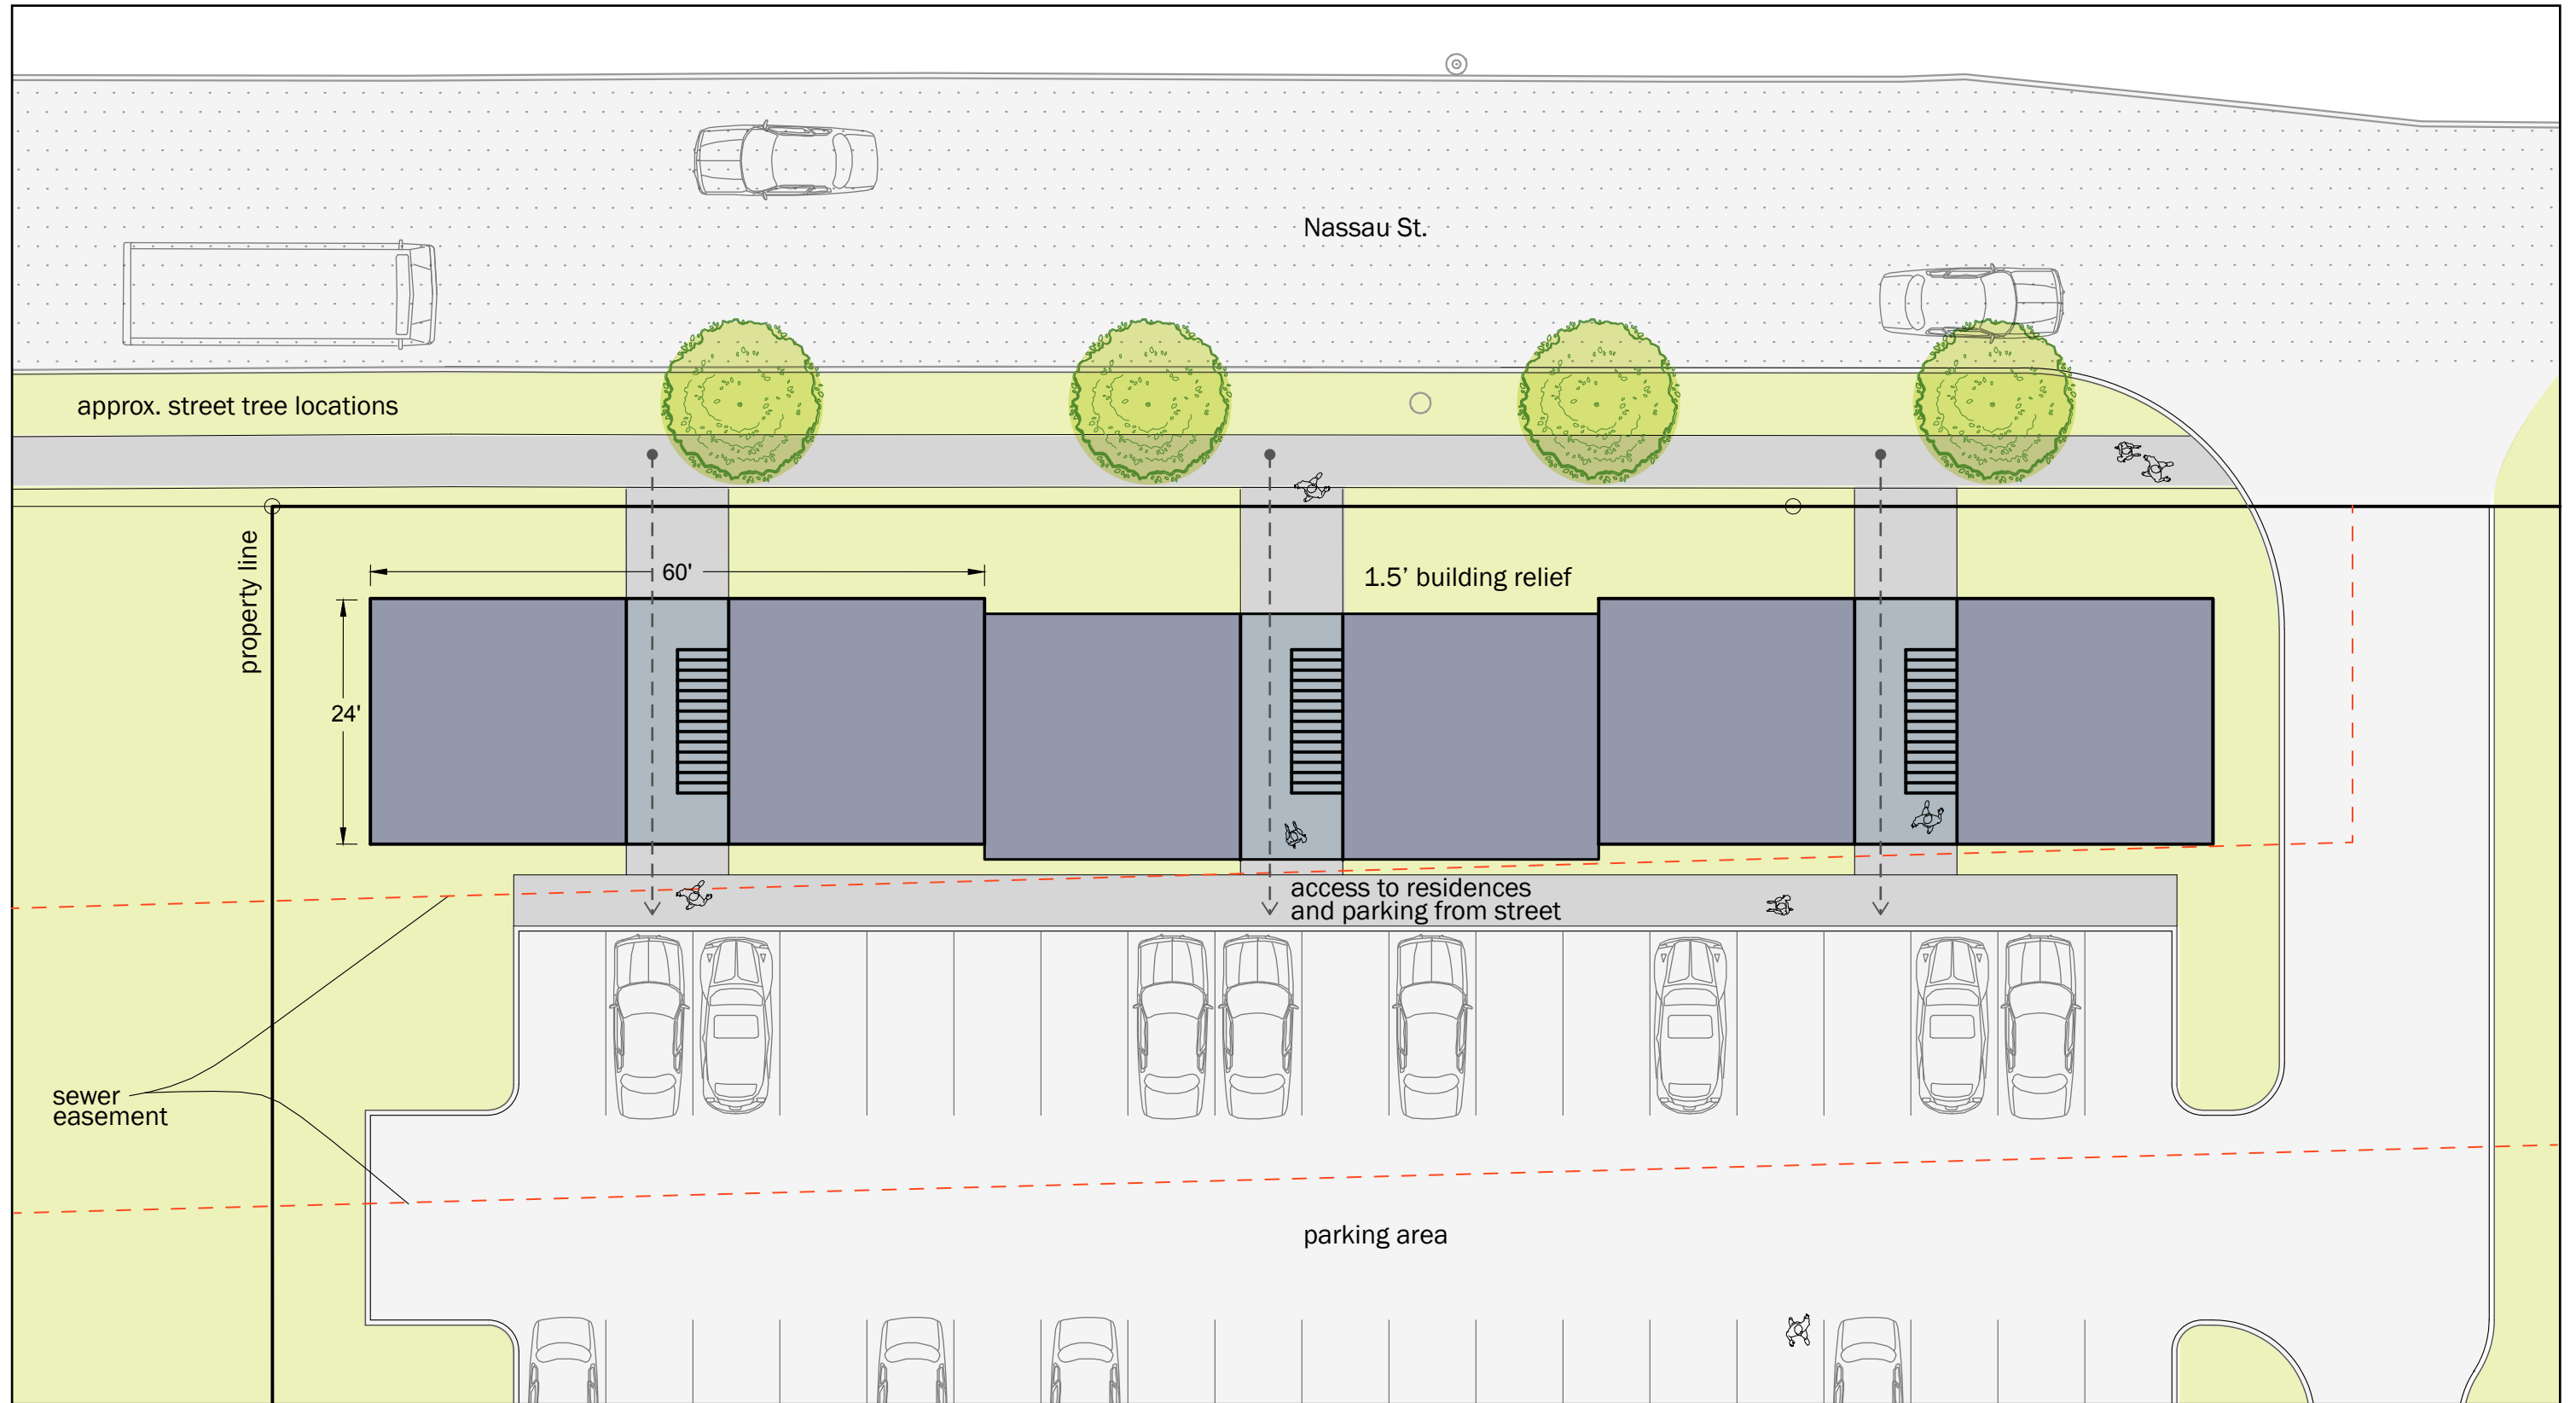 Nassau St.
approx. street tree locations
property line
60'
1.5’ building relief
24'
access to residences
and parking from street
sewer
easement
parking area